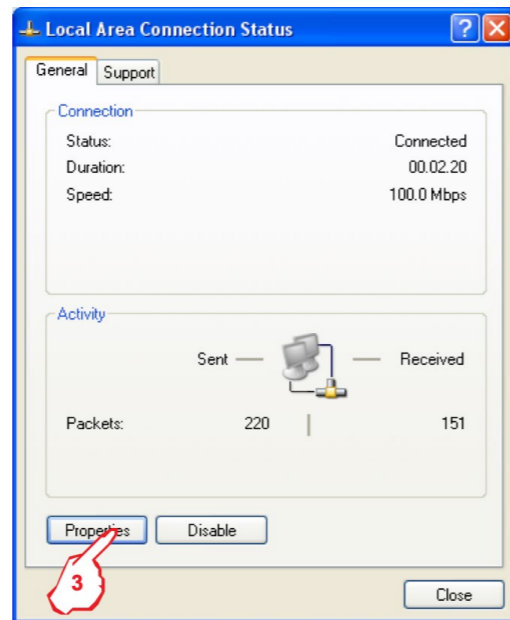 Local Area Connection Status
General Support
Connection
Status: Connected
Duration: 00.02.20
Speed: 100.0 Mbps
Activity
Sent Received
Packets: 220 151
Properties Disable
3
Close